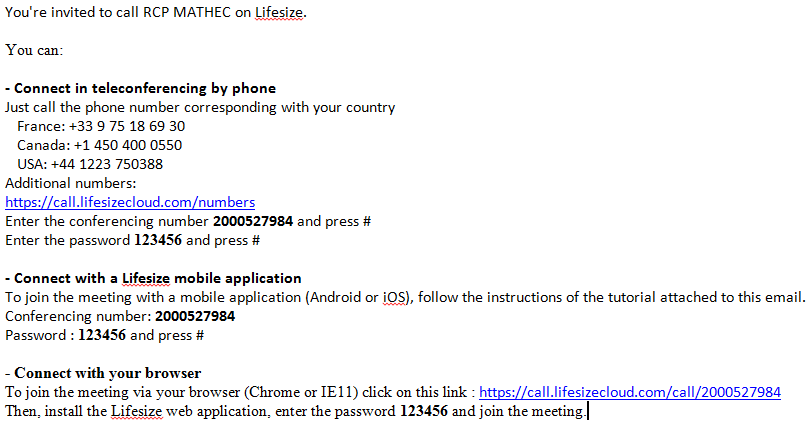 You're invited to call RCP MATHEC on Lifesize.
You can:
- Connect in teleconferencing by phone
Just call the phone number corresponding with your country
France: +33 9 75 18 69 30
Canada: +1 450 400 0550
USA: +44 1223 750388
Additional numbers:
https://call.lifesizecloud.com/numbers
Enter the conferencing number 2000527984 and press #
Enter the password 123456 and press #
- Connect with a Lifesize mobile application
To join the meeting with a mobile application (Android or iOS), follow the instructions of the tutorial attached to this email.
Conferencing number: 2000527984
Password : 123456 and press #
- Connect with your browser
To join the meeting via your browser (Chrome or IE11) click on this link : https://call.lifesizecloud.com/call/2000527984
Then, install the Lifesize web application, enter the password 123456 and join the meeting.